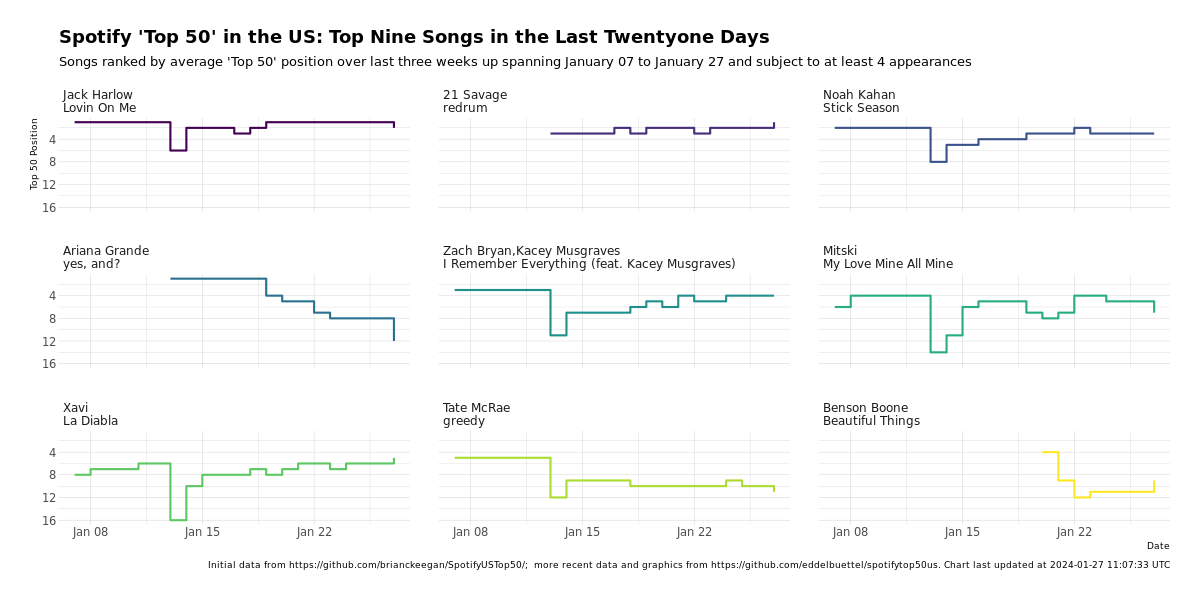 Spotify 'Top 50' in the US: Top Nine Songs in the Last Twentyone Days
Songs ranked by average 'Top 50' position over last three weeks up spanning January 07 to January 27 and subject to at least 4 appearances
Jack Harlow
Lovin On Me
21 Savage
redrum
Noah Kahan
Stick Season
Top 50 Position
4
8
12
16
Ariana Grande
yes, and?
Zach Bryan,Kacey Musgraves
I Remember Everything (feat. Kacey Musgraves)
Mitski
My Love Mine All Mine
4
8
12
16
Xavi
La Diabla
Tate McRae
greedy
Benson Boone
Beautiful Things
4
8
12
16
Jan 08
Jan 15
Jan 22
Jan 08
Jan 15
Jan 22
Jan 08
Jan 15
Jan 22
Date
Initial data from https://github.com/brianckeegan/SpotifyUSTop50/;  more recent data and graphics from https://github.com/eddelbuettel/spotifytop50us. Chart last updated at 2024-01-27 11:07:33 UTC